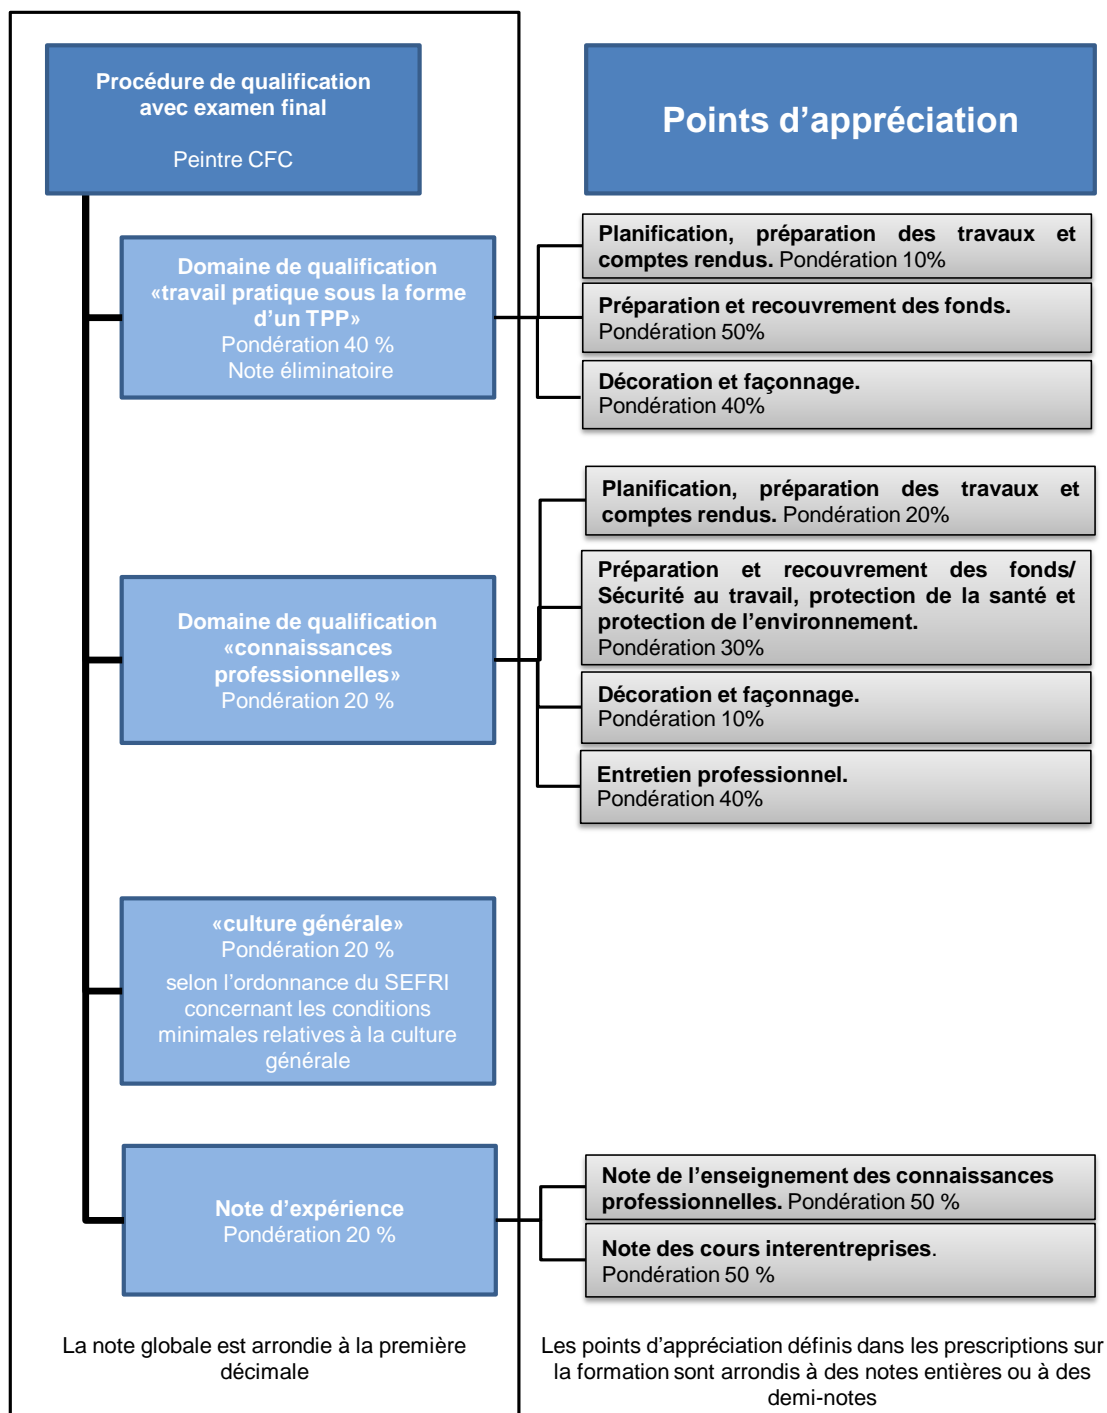 Procédure de qualification
avec examen final
Peintre CFC
Points d’appréciation
Domaine de qualification
«travail pratique sous la forme
d’un TPP»
Pondération 40 %
Note éliminatoire
Planification, préparation des travaux et
comptes rendus. Pondération 10%
Préparation et recouvrement des fonds.
Pondération 50%
Décoration et façonnage.
Pondération 40%
Domaine de qualification
«connaissances
professionnelles»
Pondération 20 %
Planification, préparation des travaux et
comptes rendus. Pondération 20%
Préparation et recouvrement des fonds/
Sécurité au travail, protection de la santé et
protection de l’environnement.
Pondération 30%
Décoration et façonnage.
Pondération 10%
Entretien professionnel.
Pondération 40%
«culture générale»
Pondération 20 %
selon l’ordonnance du SEFRI
concernant les conditions
minimales relatives à la culture
générale
Note d’expérience
Pondération 20 %
Note de l’enseignement des connaissances
professionnelles. Pondération 50 %
Note des cours interentreprises.
Pondération 50 %
La note globale est arrondie à la première
décimale
Les points d’appréciation définis dans les prescriptions sur
la formation sont arrondis à des notes entières ou à des
demi-notes